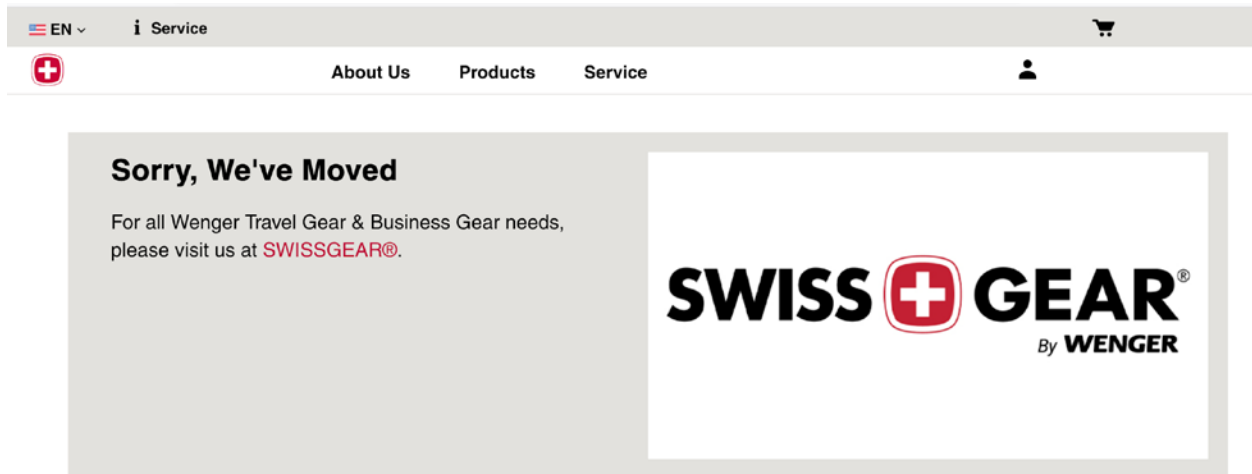 EN
i Service
About Us Products Service
Sorry, We've Moved
For all Wenger Travel Gear & Business Gear needs,
please visit us at SWISSGEAR®.
SWISS GEAR®
By WENGER